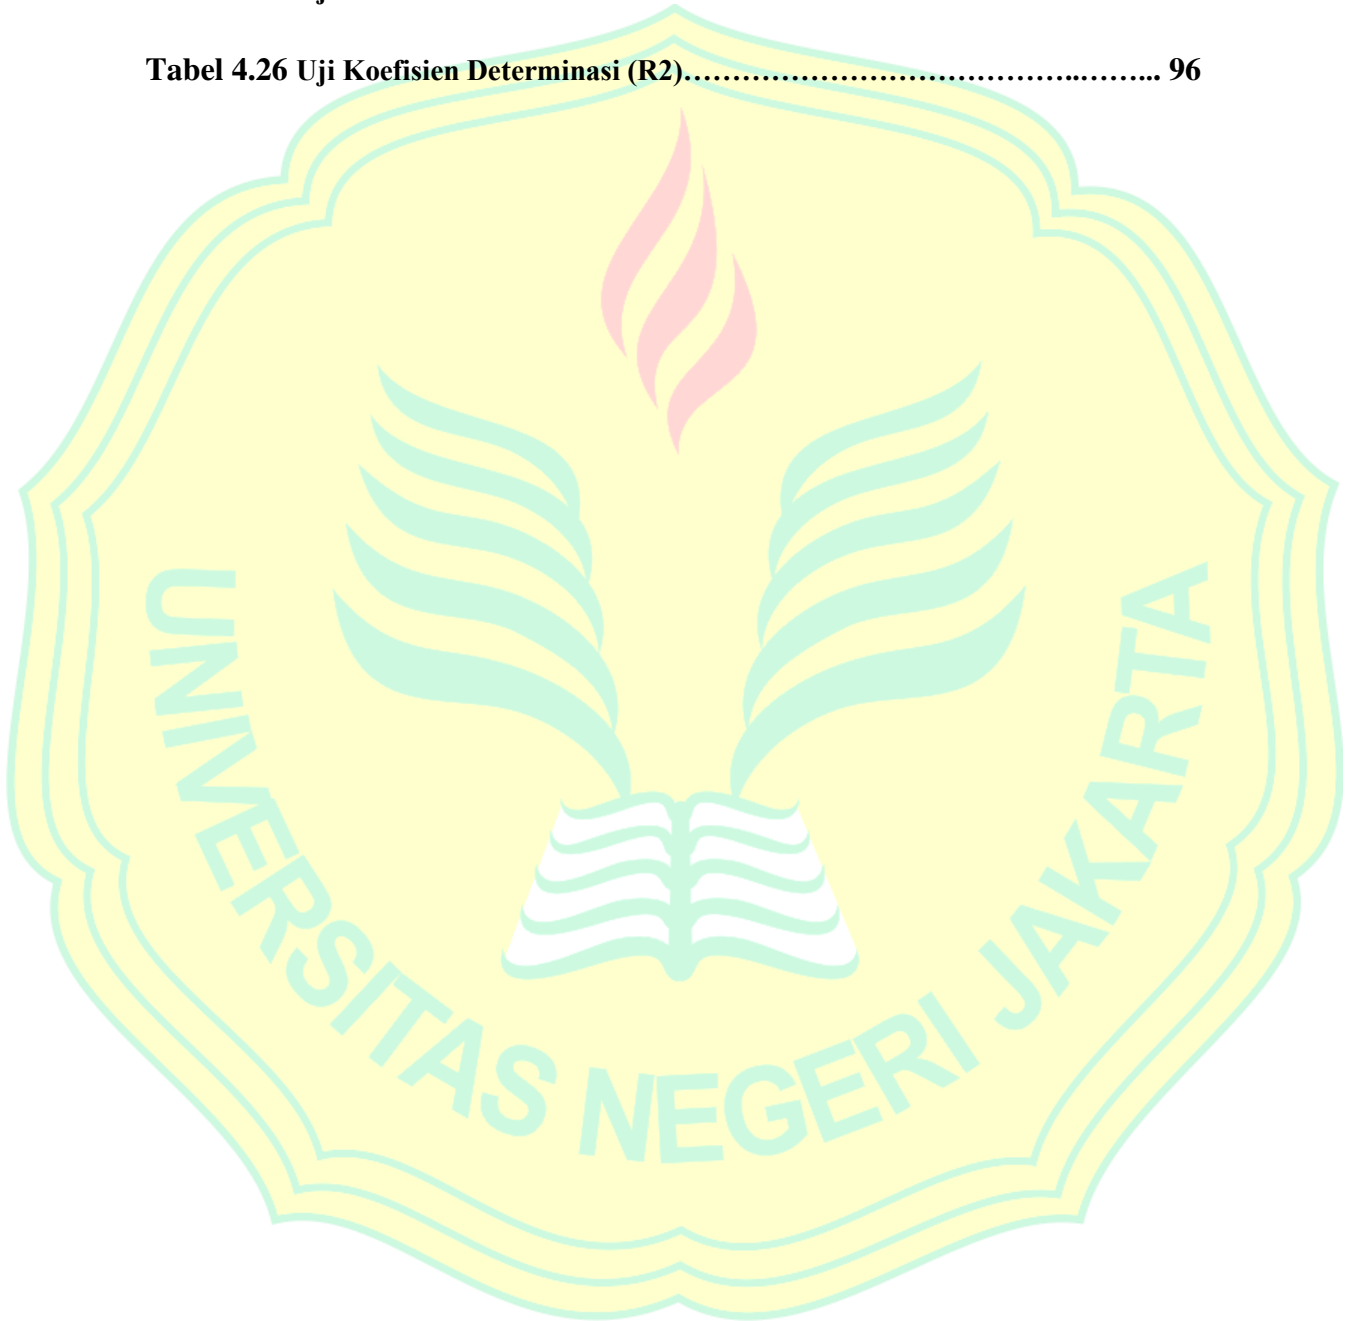 Tabel 4.26 Uji Koefisien Determinasi (R2)…………………………………..……... 96
UNIVERSITAS NEGERI JAKARTA